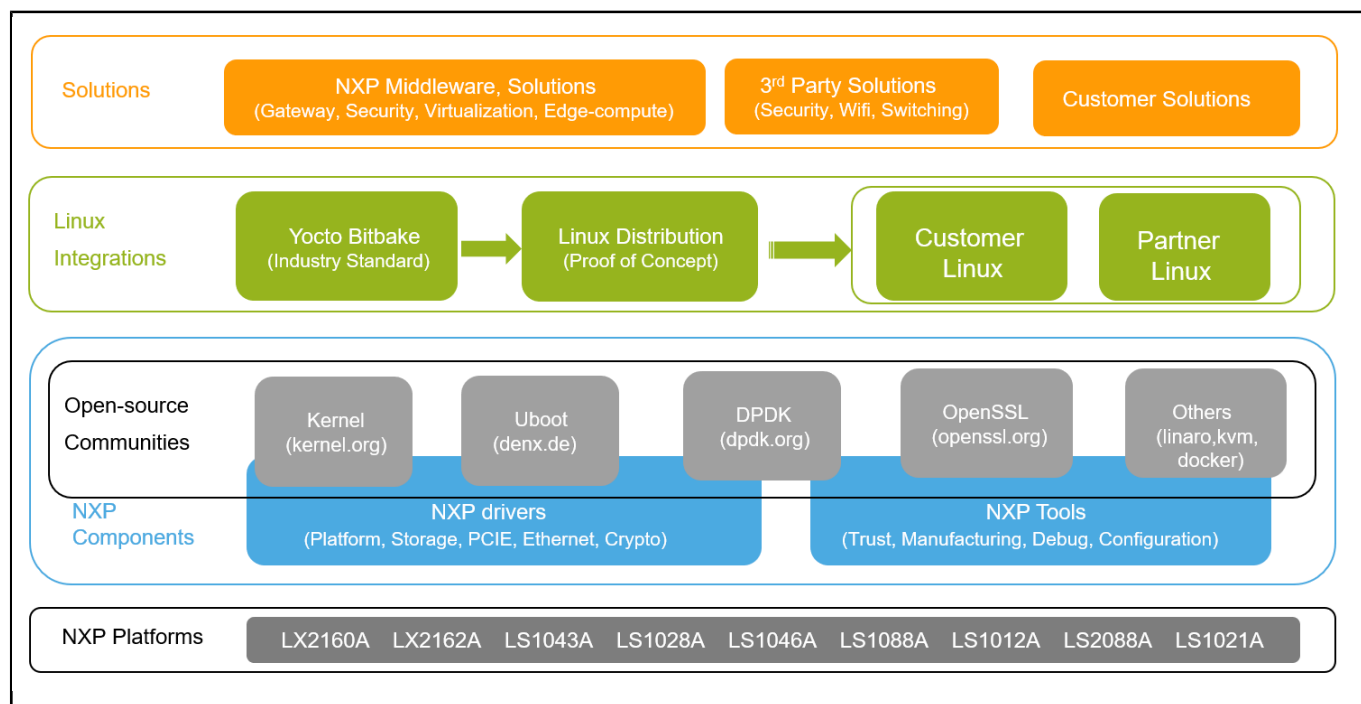 Solutions
NXP Middleware, Solutions
(Gateway, Security, Virtualization, Edge-compute)
3rd Party Solutions
(Security, Wifi, Switching)
Customer Solutions
Linux
Integrations
Yocto Bitbake
(Industry Standard)
Linux Distribution
(Proof of Concept)
Customer
Linux
Partner
Linux
Open-source
Communities
Kernel
(kernel.org)
Uboot
(denx.de)
DPDK
(dpdk.org)
OpenSSL
(openssl.org)
Others
(linaro,kvm,
docker)
NXP
Components
NXP drivers
(Platform, Storage, PCIE, Ethernet, Crypto)
NXP Tools
(Trust, Manufacturing, Debug, Configuration)
NXP Platforms
LX2160A LX2162A LS1043A LS1028A LS1046A LS1088A LS1012A LS2088A LS1021A